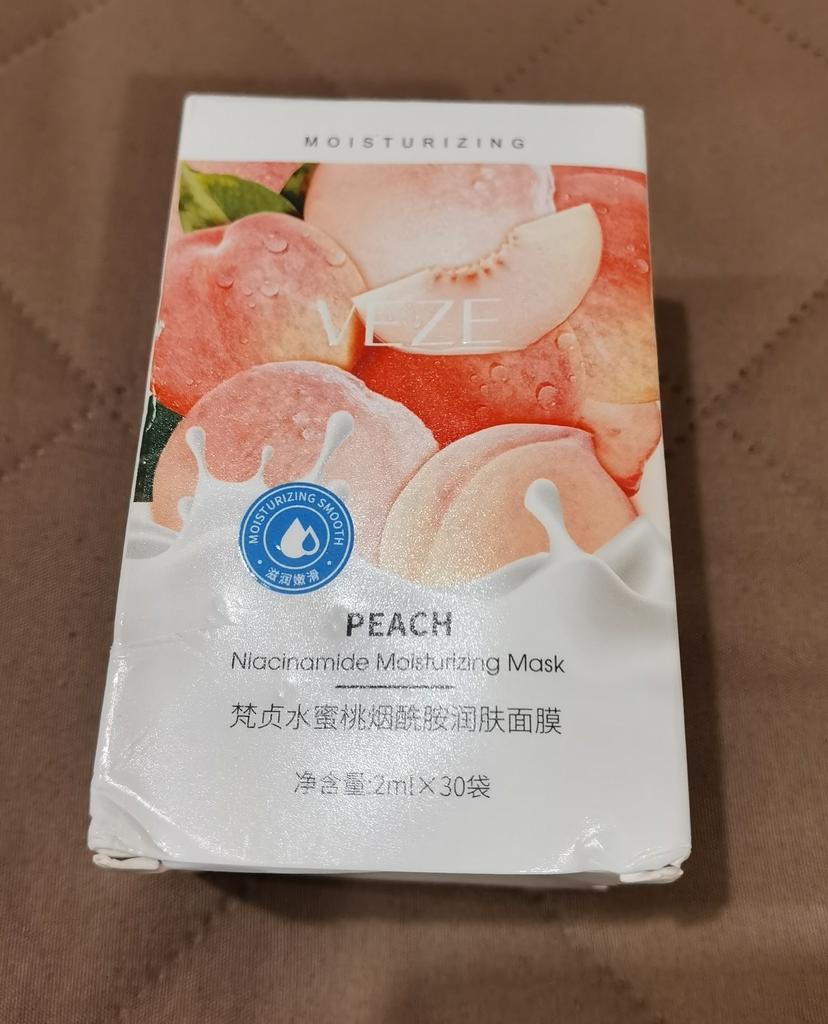 MOISTURIZING
VEZE
MOISTURIZING SMOOTH
滋润嫩滑
PEACH
Niacinamide Moisturizing Mask
梵贞水蜜桃烟酰胺润肤面膜
净含量:2ml×30袋